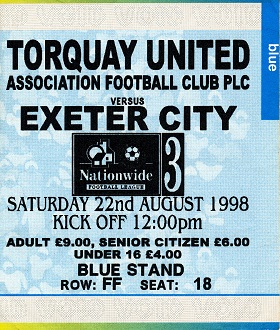 TORQUAY UNITED
ASSOCIATION FOOTBALL CLUB PLC
VERSUS
EXETER CITY
Nationwide 3
FOOTBALL LEAGUE
SATURDAY 22nd AUGUST 1998
KICK OFF 12:00pm
ADULT £9.00, SENIOR CITIZEN £6.00
UNDER 16 £4.00
BLUE STAND
ROW: FF SEAT: 18
blue